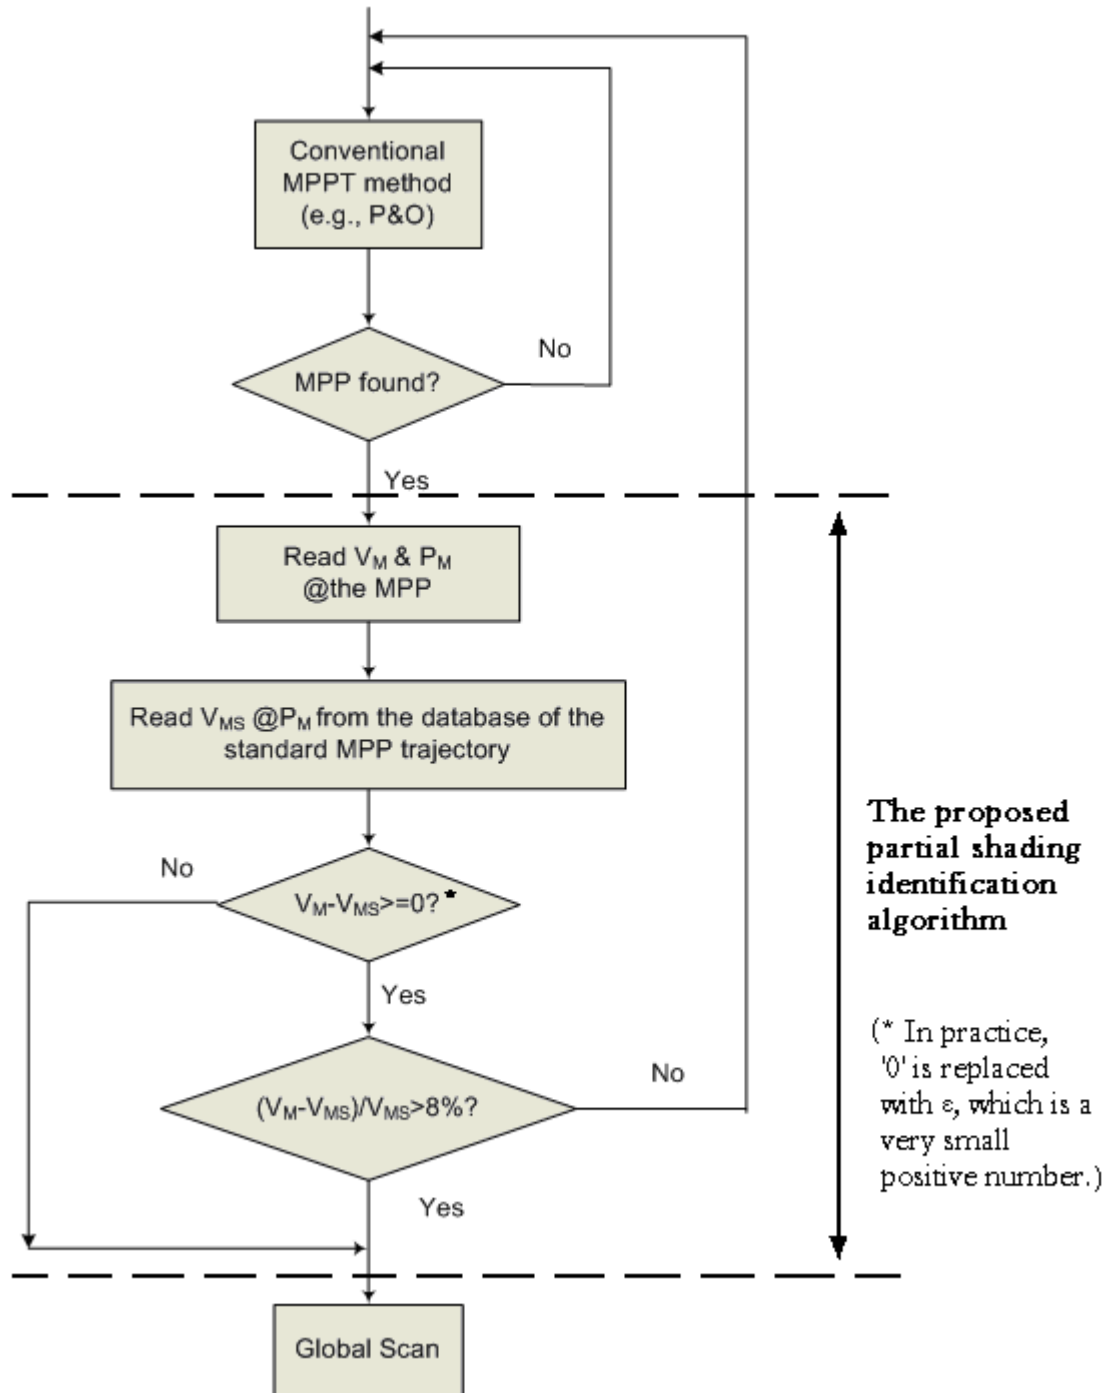 Conventional
MPPT method
(e.g., P&O)
No
MPP found?
Yes
Read VM & PM
@the MPP
Read VMS @PM from the database of the
standard MPP trajectory
No
VM-VMS>=0?*
Yes
(VM-VMS)/VMS>8%?
No
Yes
Global Scan
The proposed
partial shading
identification
algorithm
(* In practice,
'0' is replaced
with ε, which is a
very small
positive number.)